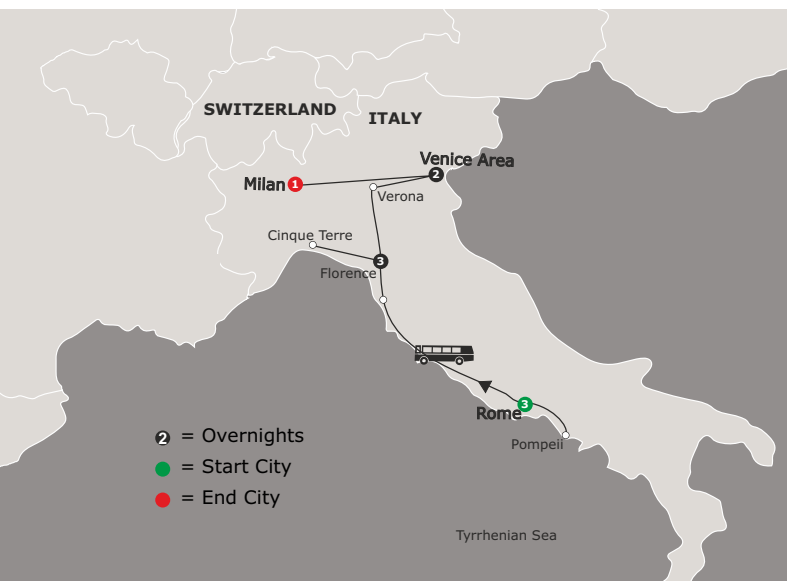 SWITZERLAND
ITALY
Venice Area
2
Milan 1
Verona
Cinque Terre
3
Florence
3
Rome
Pompeii
2 = Overnights
= Start City
= End City
Tyrrhenian Sea